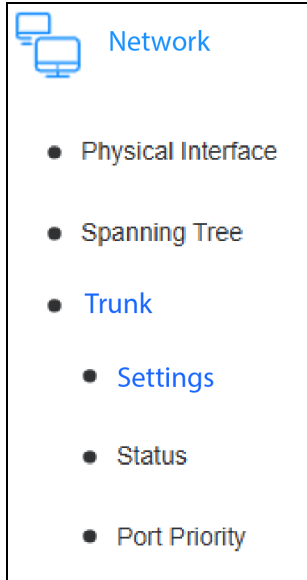 Network
Physical Interface
Spanning Tree
Trunk
Settings
Status
Port Priority